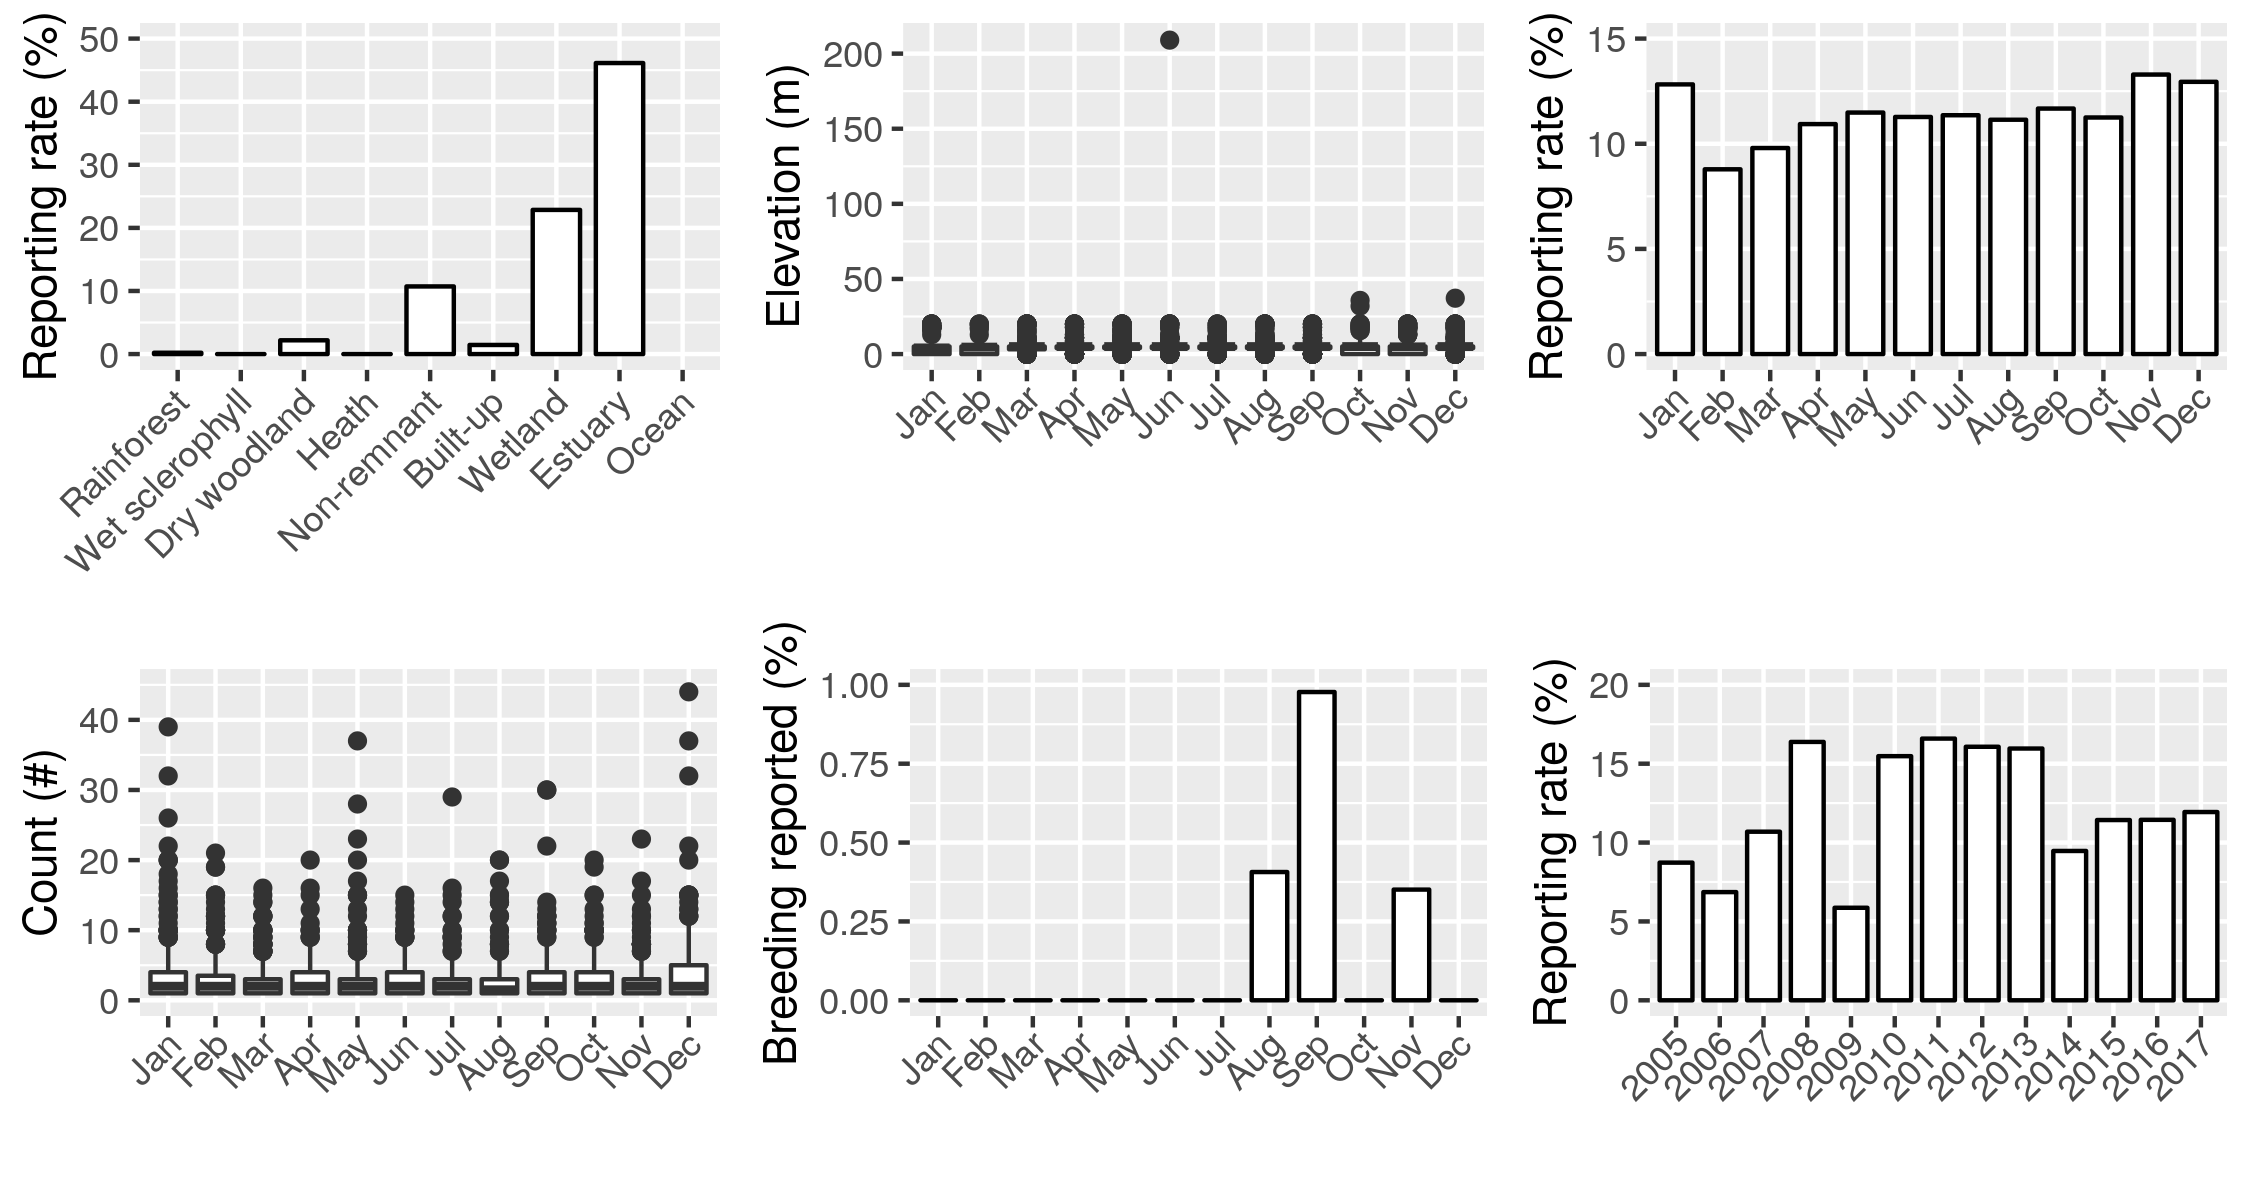 Reporting rate (%)
50
40
30
20
10
0
Rainforest
Wet sclerophyll
Dry woodland
Heath
Non-remnant
Built-up
Wetland
Estuary
Ocean
Elevation (m)
200
150
100
50
0
Jan
Feb
Mar
Apr
May
Jun
Jul
Aug
Sep
Oct
Nov
Dec
Reporting rate (%)
15
10
5
0
Jan
Feb
Mar
Apr
May
Jun
Jul
Aug
Sep
Oct
Nov
Dec
Count (#)
40
30
20
10
0
Jan
Feb
Mar
Apr
May
Jun
Jul
Aug
Sep
Oct
Nov
Dec
Breeding reported (%)
1.00
0.75
0.50
0.25
0.00
Jan
Feb
Mar
Apr
May
Jun
Jul
Aug
Sep
Oct
Nov
Dec
Reporting rate (%)
20
15
10
5
0
2005
2006
2007
2008
2009
2010
2011
2012
2013
2014
2015
2016
2017